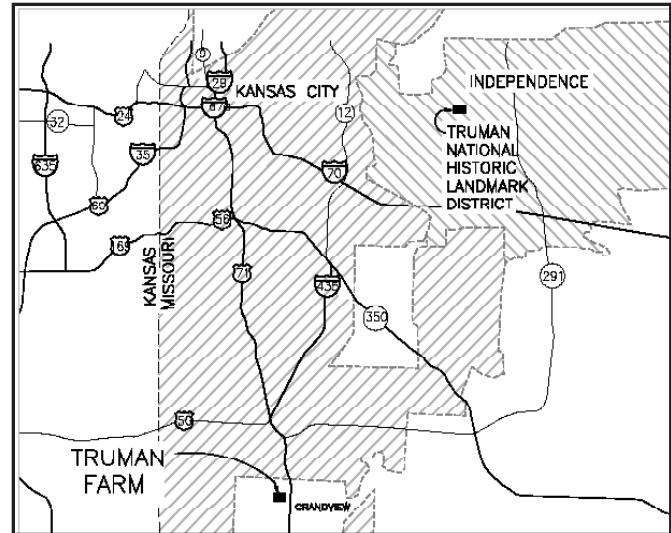 9
29
KANSAS CITY
INDEPENDENCE
32
24
12
TRUMAN
NATIONAL
HISTORIC
LANDMARK
DISTRICT
635
35
70
69
169
56
KANSAS
MISSOURI
71
435
291
350
50
TRUMAN
FARM
GRANDVIEW